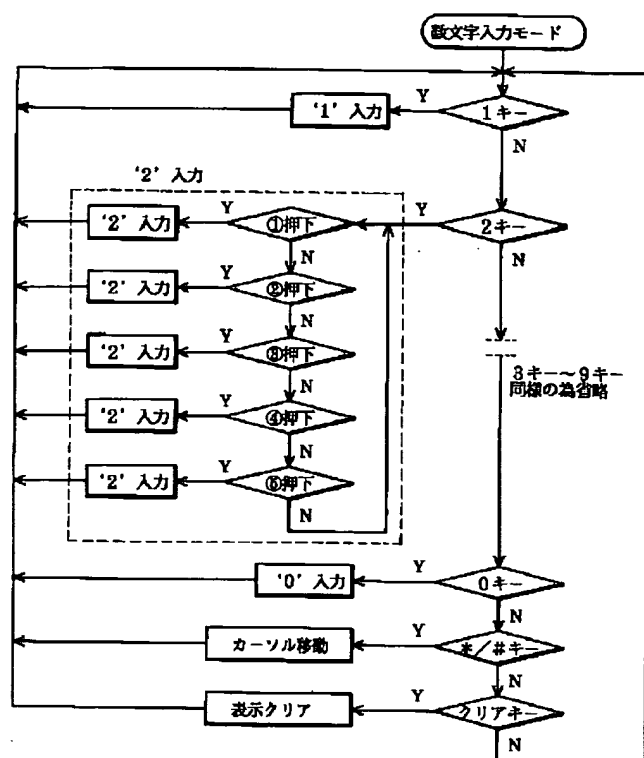 数文字入力モード
Y
1キー
'1' 入力
N
'2' 入力
Y
2キー
N
'2' 入力
Y
①押下
N
'2' 入力
Y
②押下
N
'2' 入力
Y
③押下
N
'2' 入力
Y
④押下
N
'2' 入力
Y
⑤押下
N
3キー～9キー
同様の為省略
'0' 入力
Y
0キー
N
カーソル移動
Y
*/#キー
N
表示クリア
Y
クリアキー
N